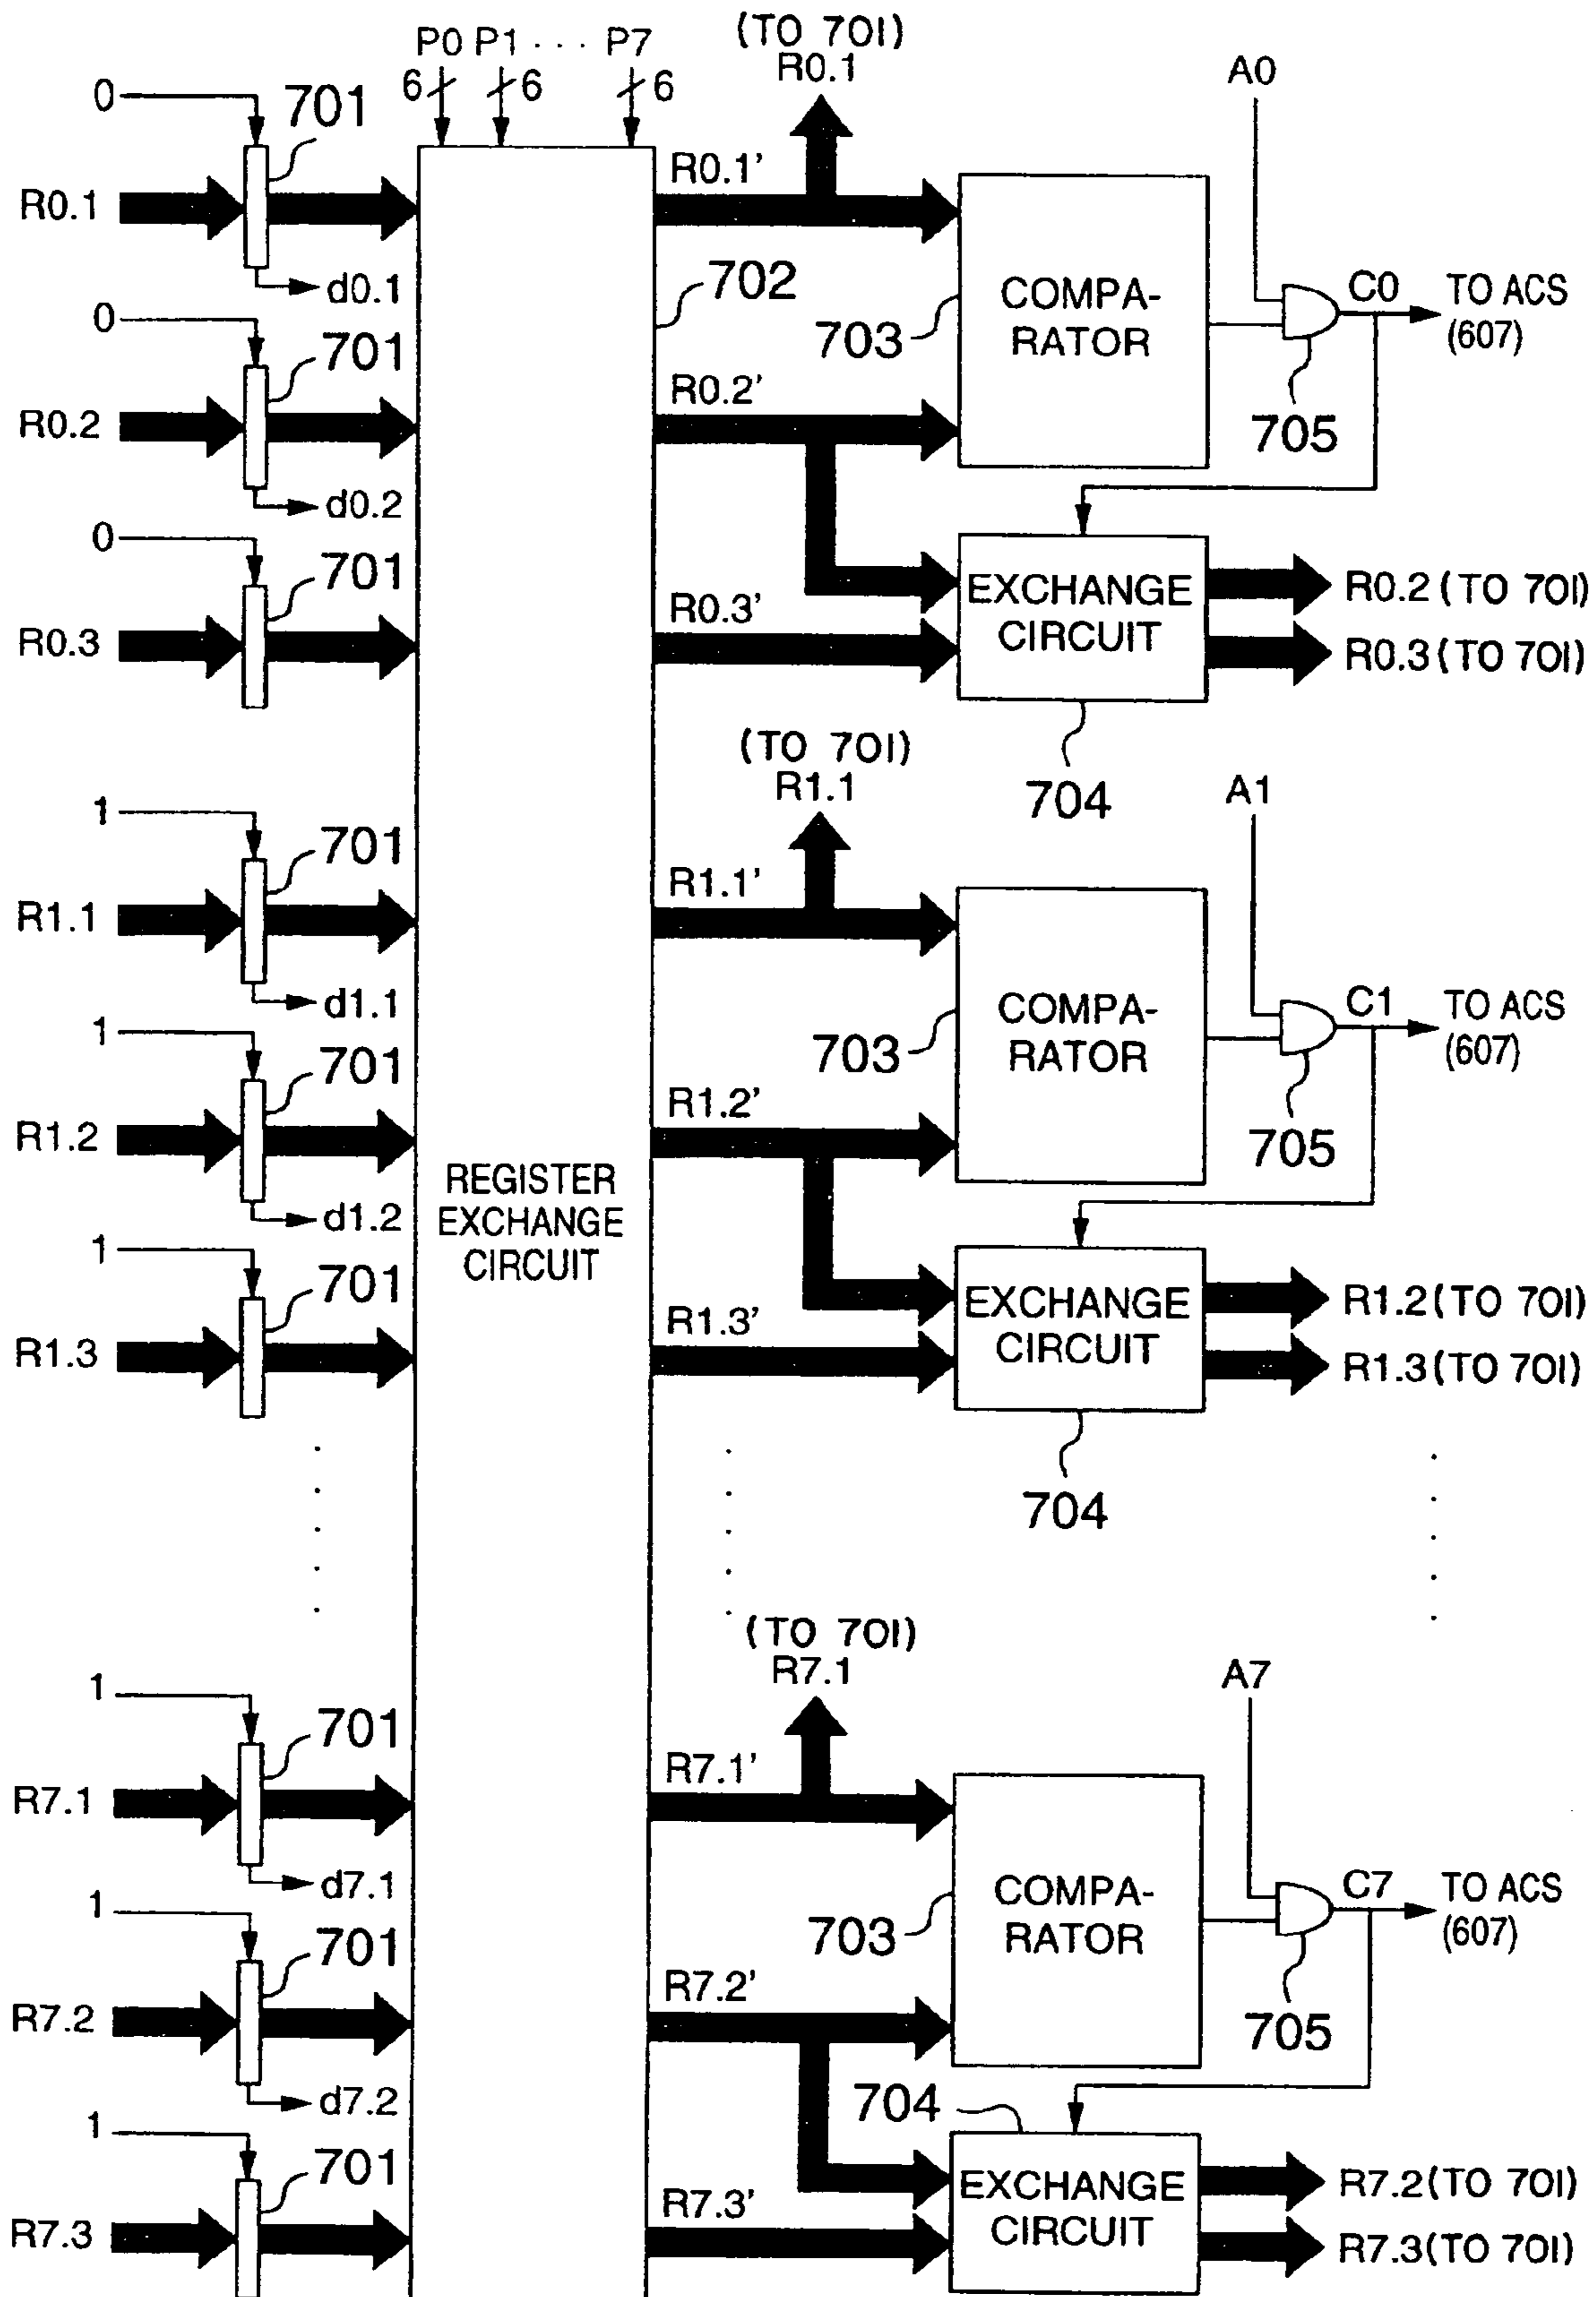 P0 P1 · · · P7
6 6 6
(TO 701)
R0.1
A0
0
701
R0.1
R0.1'
d0.1
702
COMPA-
RATOR
703
C0
TO ACS
(607)
705
0
701
R0.2
R0.2'
d0.2
0
701
R0.3
R0.3'
EXCHANGE
CIRCUIT
R0.2 (TO 701)
R0.3 (TO 701)
704
(TO 701)
R1.1
A1
1
701
R1.1
R1.1'
d1.1
COMPA-
RATOR
703
C1
TO ACS
(607)
705
1
701
R1.2
R1.2'
d1.2
REGISTER
EXCHANGE
CIRCUIT
1
701
R1.3
R1.3'
EXCHANGE
CIRCUIT
R1.2 (TO 701)
R1.3 (TO 701)
704
(TO 701)
R7.1
A7
1
701
R7.1
R7.1'
d7.1
COMPA-
RATOR
703
C7
TO ACS
(607)
705
1
701
R7.2
R7.2'
d7.2
704
1
701
R7.3
R7.3'
EXCHANGE
CIRCUIT
R7.2 (TO 701)
R7.3 (TO 701)